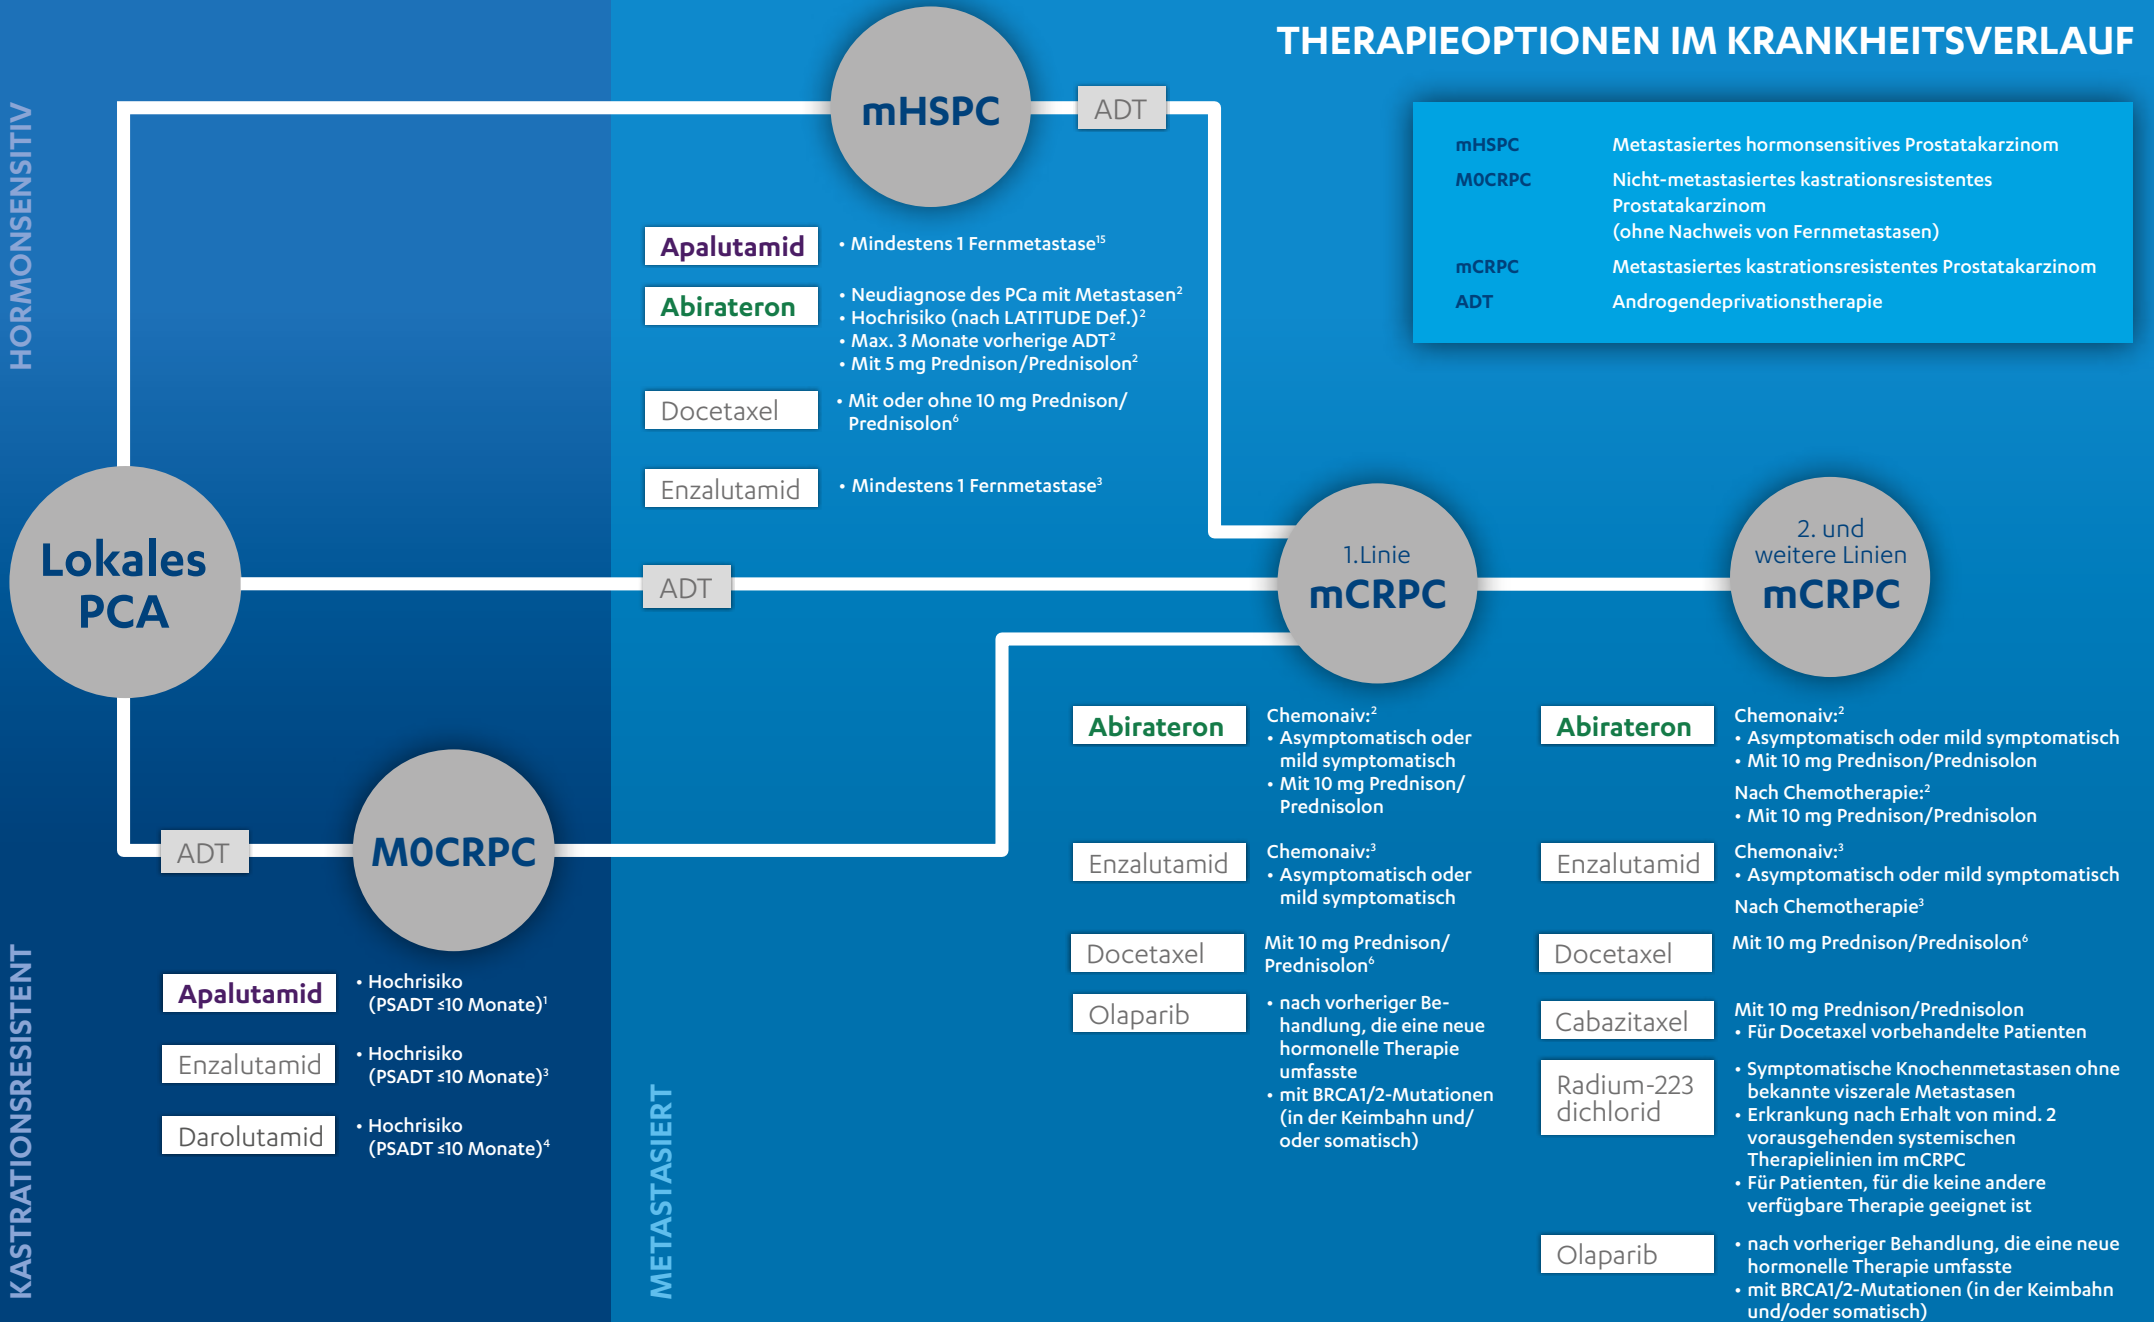 THERAPIEOPTIONEN IM KRANKHEITSVERLAUF
mHSPC Metastasiertes hormonsensitives Prostatakarzinom
M0CRPC Nicht-metastasiertes kastrationsresistentes
Prostatakarzinom
(ohne Nachweis von Fernmetastasen)
mCRPC Metastasiertes kastrationsresistentes Prostatakarzinom
ADT Androgendeprivationstherapie
HORMONSENSITIV
KASTRATIONSRESISTENT
METASTASIERT
Lokales
PCA
mHSPC
ADT
Apalutamid
• Mindestens 1 Fernmetastase¹⁵
Abirateron
• Neudiagnose des PCa mit Metastasen²
• Hochrisiko (nach LATITUDE Def.)²
• Max. 3 Monate vorherige ADT²
• Mit 5 mg Prednison/Prednisolon²
Docetaxel
• Mit oder ohne 10 mg Prednison/
Prednisolon⁶
Enzalutamid
• Mindestens 1 Fernmetastase³
ADT
ADT
M0CRPC
Apalutamid
• Hochrisiko
(PSADT ≤10 Monate)¹
Enzalutamid
• Hochrisiko
(PSADT ≤10 Monate)³
Darolutamid
• Hochrisiko
(PSADT ≤10 Monate)⁴
1.Linie
mCRPC
Abirateron
Chemonaiv:²
• Asymptomatisch oder
mild symptomatisch
• Mit 10 mg Prednison/
Prednisolon
Enzalutamid
Chemonaiv:³
• Asymptomatisch oder
mild symptomatisch
Docetaxel
Mit 10 mg Prednison/
Prednisolon⁶
Olaparib
• nach vorheriger Be-
handlung, die eine neue
hormonelle Therapie
umfasste
• mit BRCA1/2-Mutationen
(in der Keimbahn und/
oder somatisch)
2. und
weitere Linien
mCRPC
Abirateron
Chemonaiv:²
• Asymptomatisch oder mild symptomatisch
• Mit 10 mg Prednison/Prednisolon
Nach Chemotherapie:²
• Mit 10 mg Prednison/Prednisolon
Enzalutamid
Chemonaiv:³
• Asymptomatisch oder mild symptomatisch
Nach Chemotherapie³
Docetaxel
Mit 10 mg Prednison/Prednisolon⁶
Cabazitaxel
Mit 10 mg Prednison/Prednisolon
• Für Docetaxel vorbehandelte Patienten
Radium-223
dichlorid
• Symptomatische Knochenmetastasen ohne
bekannte viszerale Metastasen
• Erkrankung nach Erhalt von mind. 2
vorausgehenden systemischen
Therapielinien im mCRPC
• Für Patienten, für die keine andere
verfügbare Therapie geeignet ist
Olaparib
• nach vorheriger Behandlung, die eine neue
hormonelle Therapie umfasste
• mit BRCA1/2-Mutationen (in der Keimbahn
und/oder somatisch)